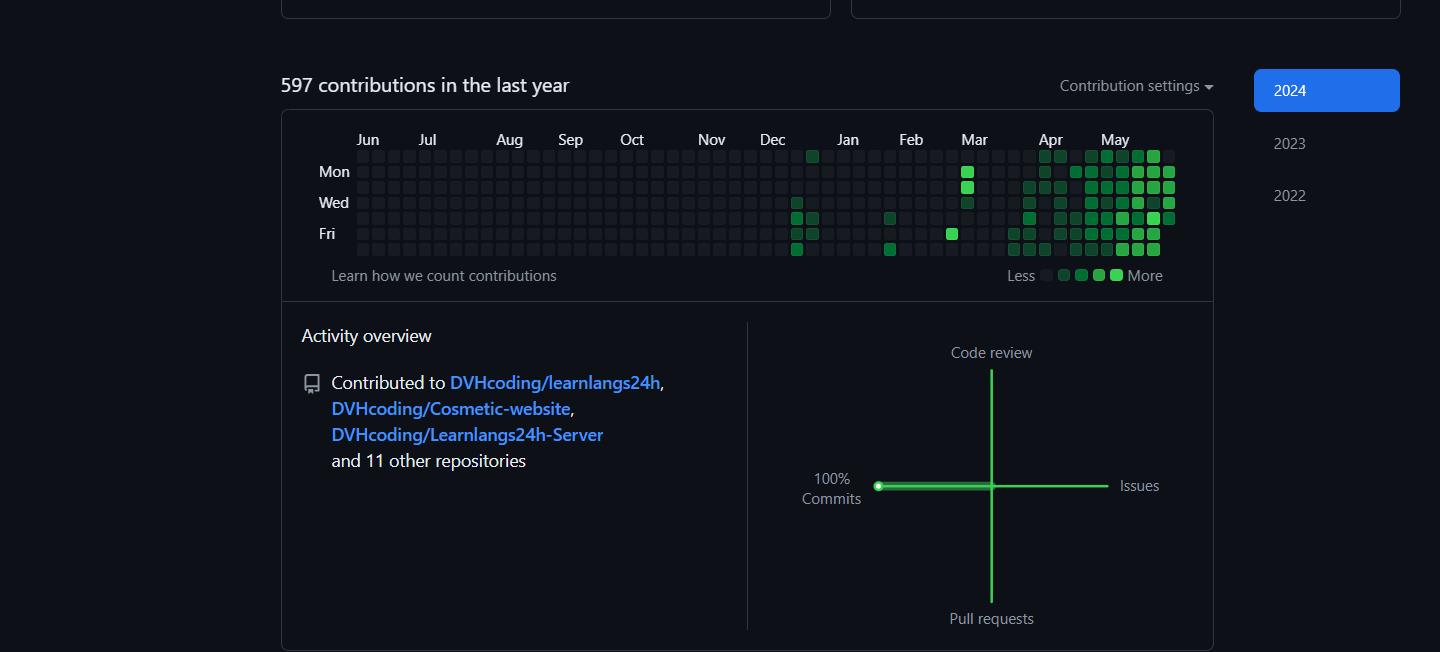 597 contributions in the last year
Contribution settings
2024
2023
2022
Jun Jul Aug Sep Oct Nov Dec Jan Feb Mar Apr May
Mon
Wed
Fri
Learn how we count contributions
Less More
Activity overview
Contributed to DVHcoding/learnlangs24h,
DVHcoding/Cosmetic-website,
DVHcoding/Learnlangs24h-Server
and 11 other repositories
Code review
100%
Commits
Issues
Pull requests